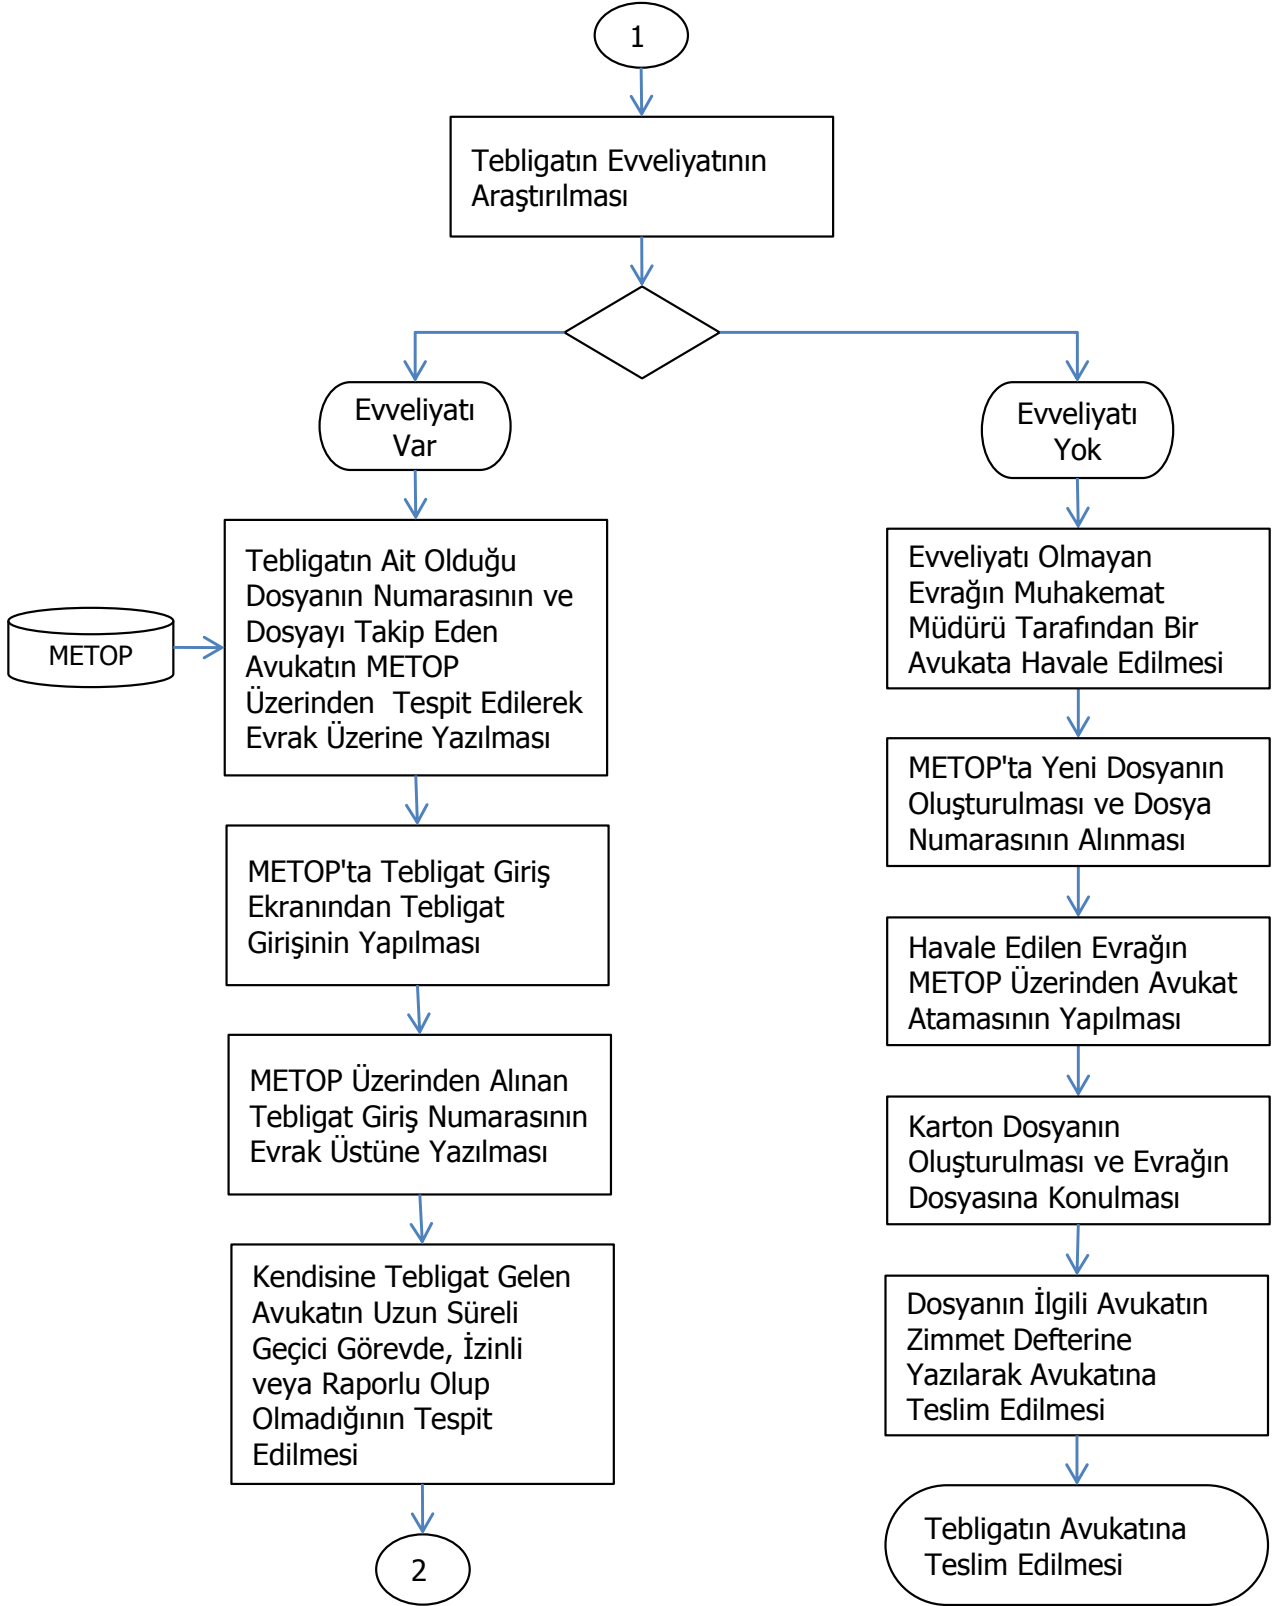 1
Tebligatın Evveliyatının
Araştırılması
Evveliyatı
Var
Tebligatın Ait Olduğu
Dosyanın Numarasının ve
Dosyayı Takip Eden
Avukatın METOP
Üzerinden  Tespit Edilerek
Evrak Üzerine Yazılması
METOP
METOP'ta Tebligat Giriş
Ekranından Tebligat
Girişinin Yapılması
METOP Üzerinden Alınan
Tebligat Giriş Numarasının
Evrak Üstüne Yazılması
Kendisine Tebligat Gelen
Avukatın Uzun Süreli
Geçici Görevde, İzinli
veya Raporlu Olup
Olmadığının Tespit
Edilmesi
2
Evveliyatı
Yok
Evveliyatı Olmayan
Evrağın Muhakemat
Müdürü Tarafından Bir
Avukata Havale Edilmesi
METOP'ta Yeni Dosyanın
Oluşturulması ve Dosya
Numarasının Alınması
Havale Edilen Evrağın
METOP Üzerinden Avukat
Atamasının Yapılması
Karton Dosyanın
Oluşturulması ve Evrağın
Dosyasına Konulması
Dosyanın İlgili Avukatın
Zimmet Defterine
Yazılarak Avukatına
Teslim Edilmesi
Tebligatın Avukatına
Teslim Edilmesi